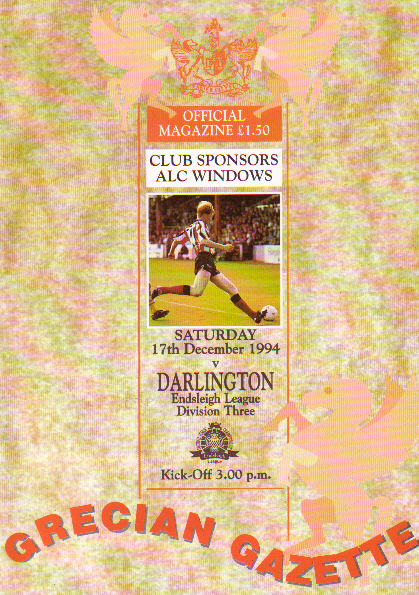 OFFICIAL
MAGAZINE £1.50
CLUB SPONSORS
ALC WINDOWS
SATURDAY
17th December 1994
v
DARLINGTON
Endsleigh League
Division Three
Kick-Off 3.00 p.m.
GRECIAN GAZETTE